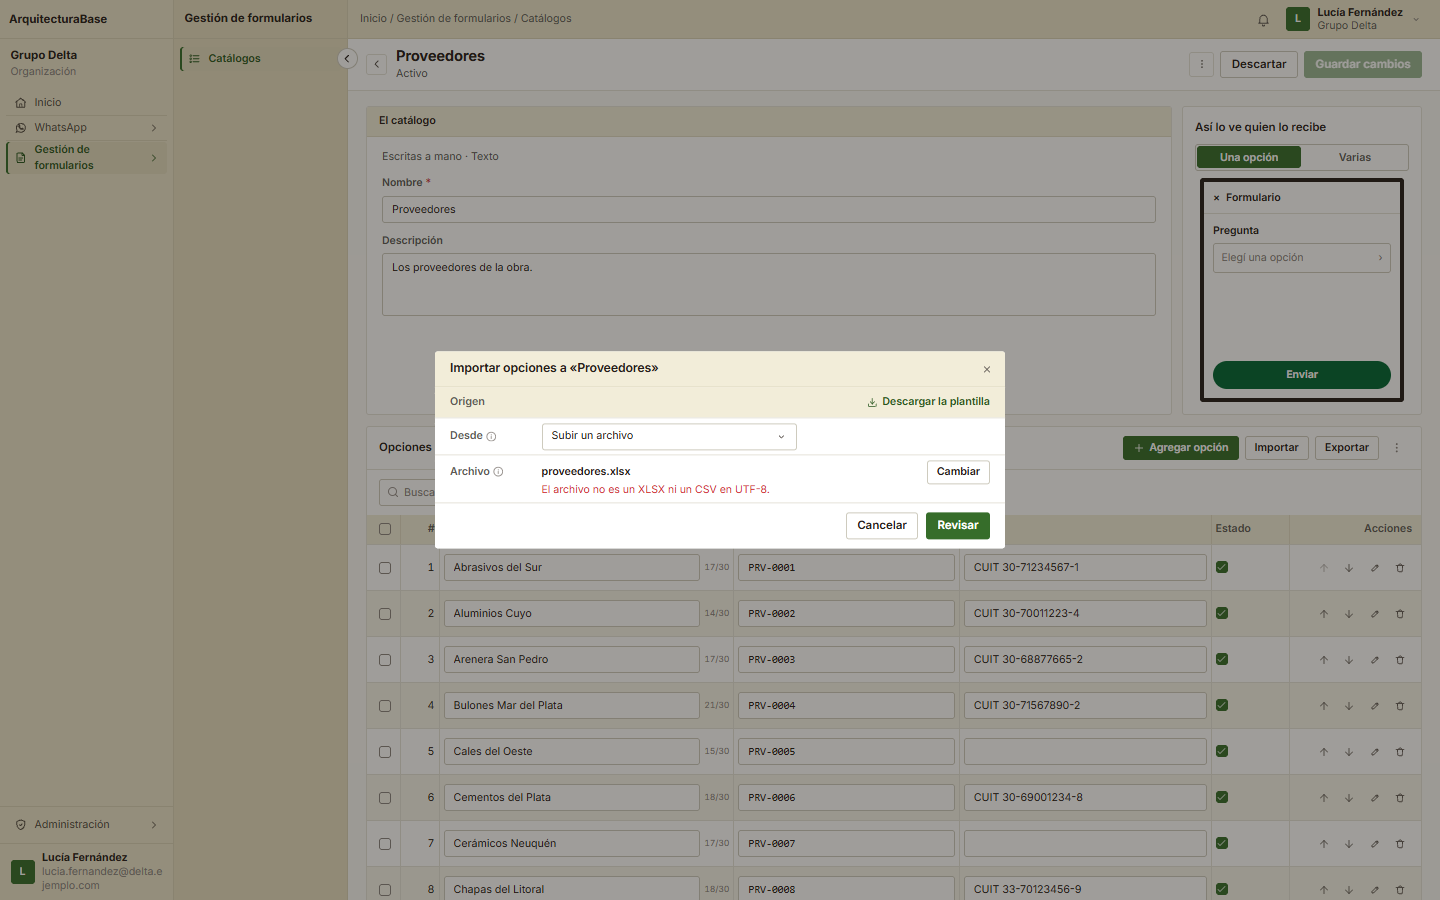 ArquitecturaBase
Grupo Delta
Organización
Inicio
WhatsApp
Gestión de
formularios
Administración
Lucía Fernández
lucia.fernandez@delta.e
jemplo.com
L
Gestión de formularios
Catálogos
Inicio / Gestión de formularios / Catálogos
L
Lucía Fernández
Grupo Delta
Proveedores
Activo
Descartar
Guardar cambios
El catálogo
Escritas a mano · Texto
Nombre *
Proveedores
Descripción
Los proveedores de la obra.
Así lo ve quien lo recibe
Una opción
Varias
× Formulario
Pregunta
Elegí una opción
Enviar
Importar opciones a «Proveedores»
Origen
Descargar la plantilla
Desde
Subir un archivo
Archivo
proveedores.xlsx
El archivo no es un XLSX ni un CSV en UTF-8.
Cambiar
Cancelar
Revisar
Opciones
+ Agregar opción
Importar
Exportar
Busca
#
Estado
Acciones
1 Abrasivos del Sur 17/30 PRV-0001 CUIT 30-71234567-1
2 Aluminios Cuyo 14/30 PRV-0002 CUIT 30-70011223-4
3 Arenera San Pedro 17/30 PRV-0003 CUIT 30-68877665-2
4 Bulones Mar del Plata 21/30 PRV-0004 CUIT 30-71567890-2
5 Cales del Oeste 15/30 PRV-0005
6 Cementos del Plata 18/30 PRV-0006 CUIT 30-69001234-8
7 Cerámicos Neuquén 17/30 PRV-0007
8 Chapas del Litoral 18/30 PRV-0008 CUIT 33-70123456-9